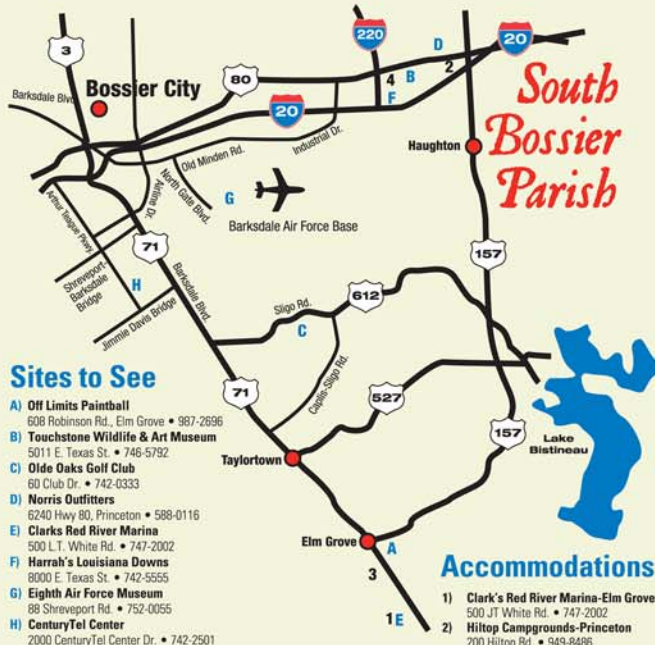 3
220
20
D
2
80
4
B
Bossier City
Barksdale Blvd.
20
F
South
Bossier
Parish
Industrial Dr.
Haughton
Old Minden Rd.
North Gate Blvd.
Airline Dr.
G
Barksdale Air Force Base
Arthur Teague Pkwy.
71
157
Shreveport-
Barksdale
Bridge
H
Barksdale Blvd.
Jimmie Davis Bridge
Sligo Rd.
612
C
Caplis-Sligo Rd.
71
527
157
Lake
Bistineau
Taylortown
Elm Grove
A
3
1 E
Sites to See
A) Off Limits Paintball
608 Robinson Rd., Elm Grove • 987-2696
B) Touchstone Wildlife & Art Museum
5011 E. Texas St. • 746-5792
C) Olde Oaks Golf Club
60 Club Dr. • 742-0333
D) Norris Outfitters
6240 Hwy 80, Princeton • 588-0116
E) Clarks Red River Marina
500 L.T. White Rd. • 747-2002
F) Harrah's Louisiana Downs
8000 E. Texas St. • 742-5555
G) Eighth Air Force Museum
88 Shreveport Rd. • 752-0055
H) CenturyTel Center
2000 CenturyTel Center Dr. • 742-2501
Accommodations
1) Clark's Red River Marina-Elm Grove
500 JT White Rd. • 747-2002
2) Hiltop Campgrounds-Princeton
200 Hilton Rd. • 949-8486